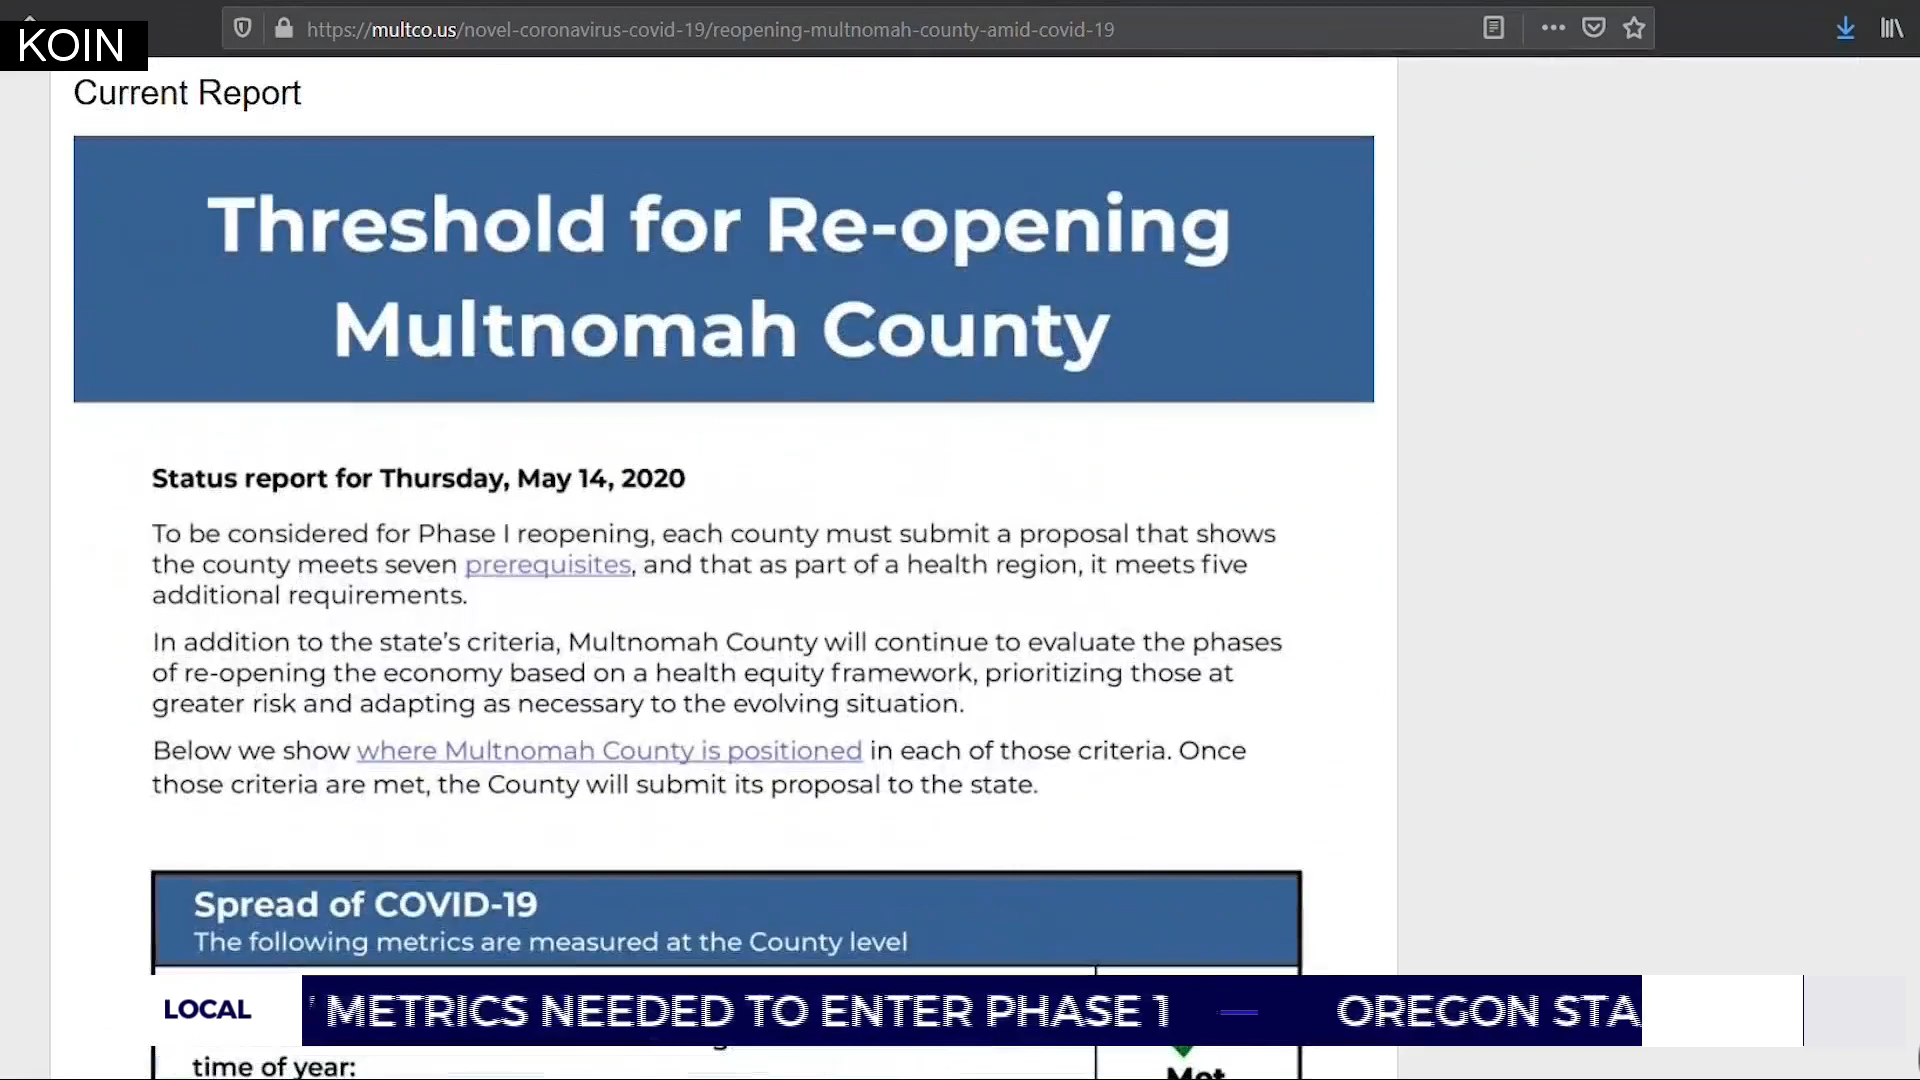 KOIN
https://multco.us/novel-coronavirus-covid-19/reopening-multnomah-county-amid-covid-19
Current Report
Threshold for Re-opening
Multnomah County
Status report for Thursday, May 14, 2020
To be considered for Phase I reopening, each county must submit a proposal that shows
the county meets seven prerequisites, and that as part of a health region, it meets five
additional requirements.
In addition to the state's criteria, Multnomah County will continue to evaluate the phases
of re-opening the economy based on a health equity framework, prioritizing those at
greater risk and adapting as necessary to the evolving situation.
Below we show where Multnomah County is positioned in each of those criteria. Once
those criteria are met, the County will submit its proposal to the state.
Spread of COVID-19
The following metrics are measured at the County level
LOCAL METRICS NEEDED TO ENTER PHASE 1 — OREGON STA
time of year:
Met